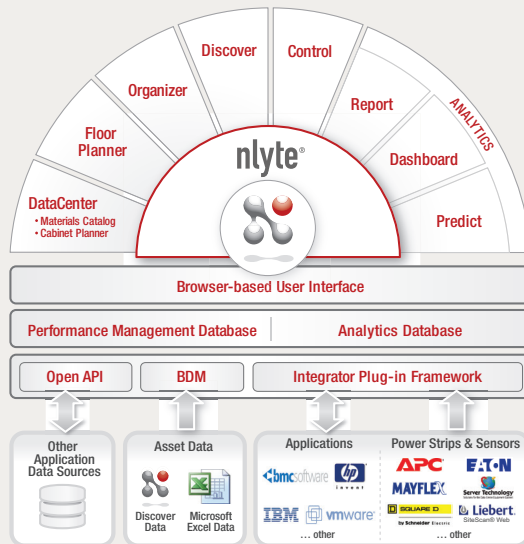 Discover
Control
Organizer
Report
ANALYTICS
Floor
Planner
nlyte®
Dashboard
DataCenter
• Materials Catalog
• Cabinet Planner
Predict
Browser-based User Interface
Performance Management Database
Analytics Database
Open API
BDM
Integrator Plug-in Framework
Other
Application
Data Sources
Asset Data
Discover
Data
Microsoft
Excel Data
Applications
bmcsoftware
hp
invent
IBM
vmware
... other
Power Strips & Sensors
APC
EATON
MAYFLEX
Server Technology
SQUARE D
by Schneider Electric
Liebert.
SiteScan® Web
... other